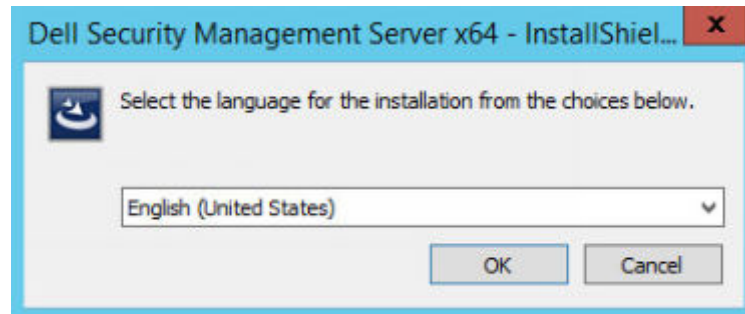 Dell Security Management Server x64 - InstallShiel...
x
Select the language for the installation from the choices below.
English (United States)
OK Cancel